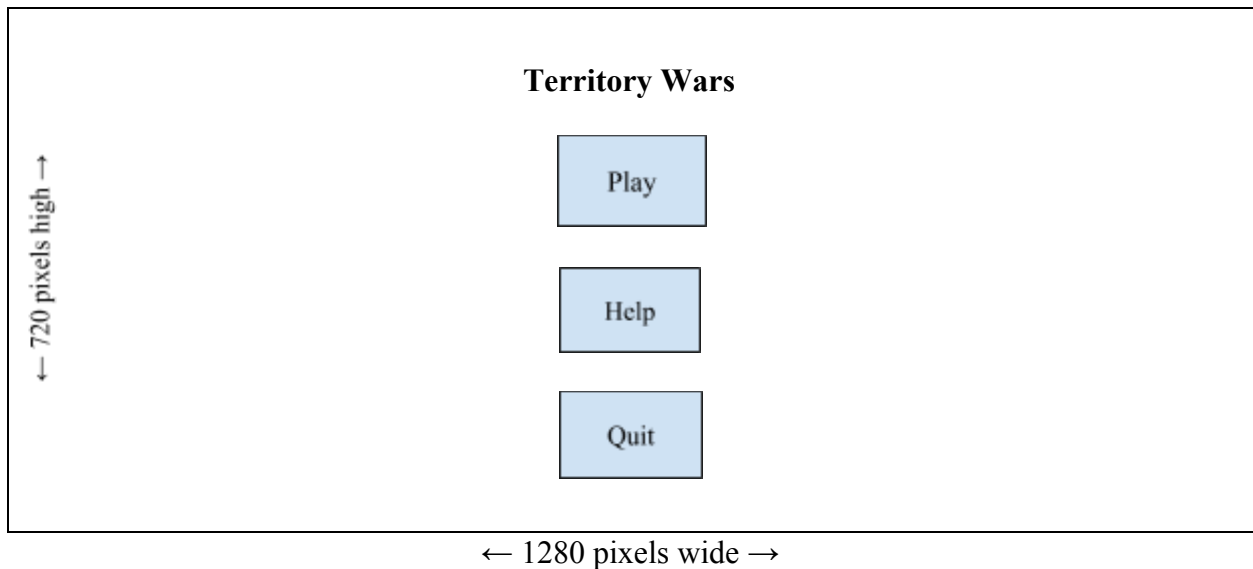 Territory Wars
← 720 pixels high →
Play
Help
Quit
← 1280 pixels wide →